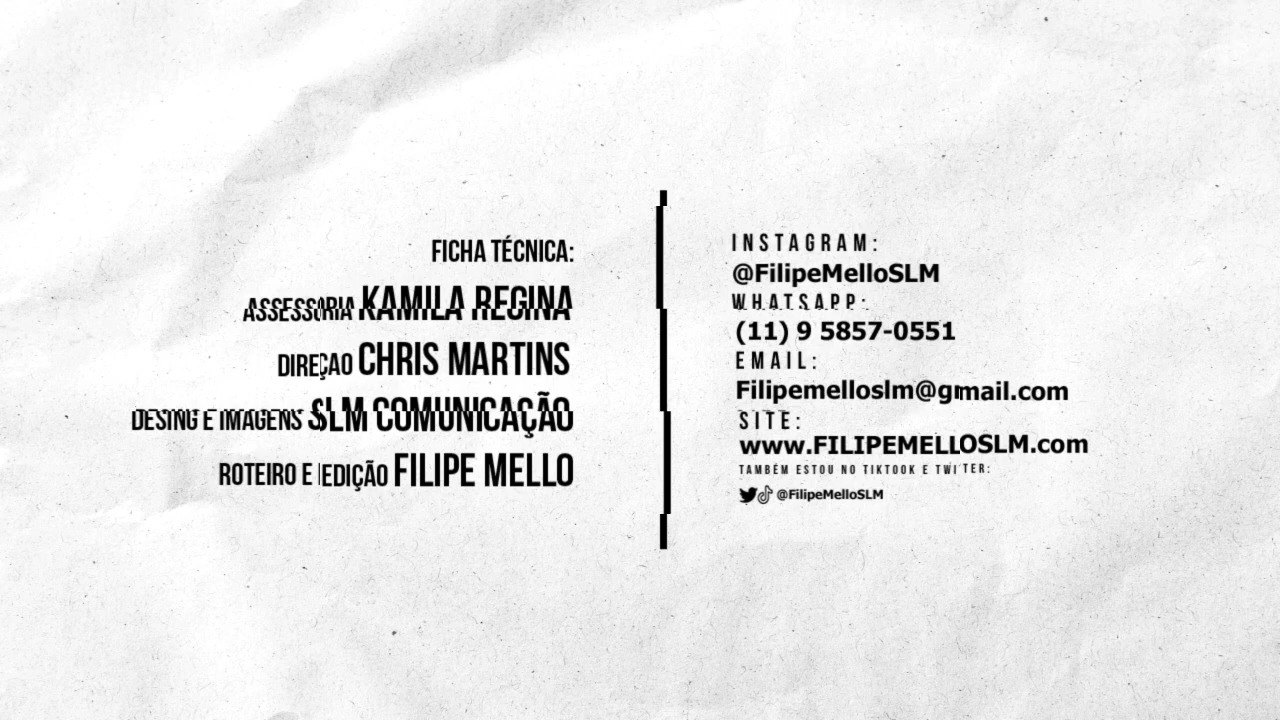 FICHA TÉCNICA:
ASSESSORIA KAMILA REGINA
DIREÇAO CHRIS MARTINS
DESING E IMAGENS SLM COMUNICAÇÃO
ROTEIRO E EDIÇÃO FILIPE MELLO
INSTAGRAM:
@FilipeMelloSLM
WHATSAPP:
(11) 9 5857-0551
EMAIL:
Filipemelloslm@gmail.com
SITE:
www.FILIPEMELLOSLM.com
TAMBÉM ESTOU NO TIKTOOK E TWITTER:
@FilipeMelloSLM